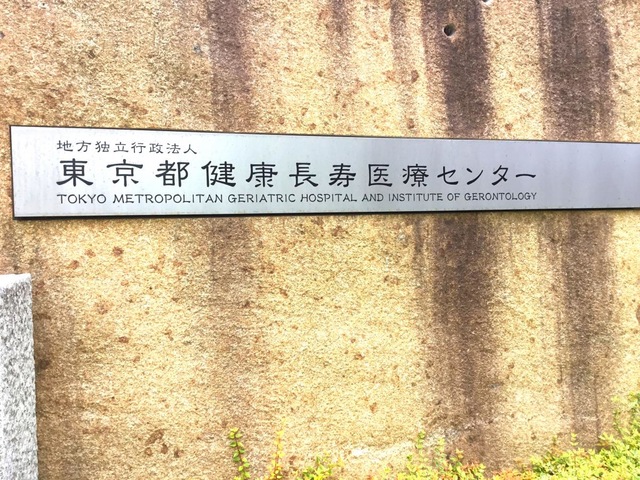 地方独立行政法人
東京都健康長寿医療センター
TOKYO METROPOLITAN GERIATRIC HOSPITAL AND INSTITUTE OF GERONTOLOGY